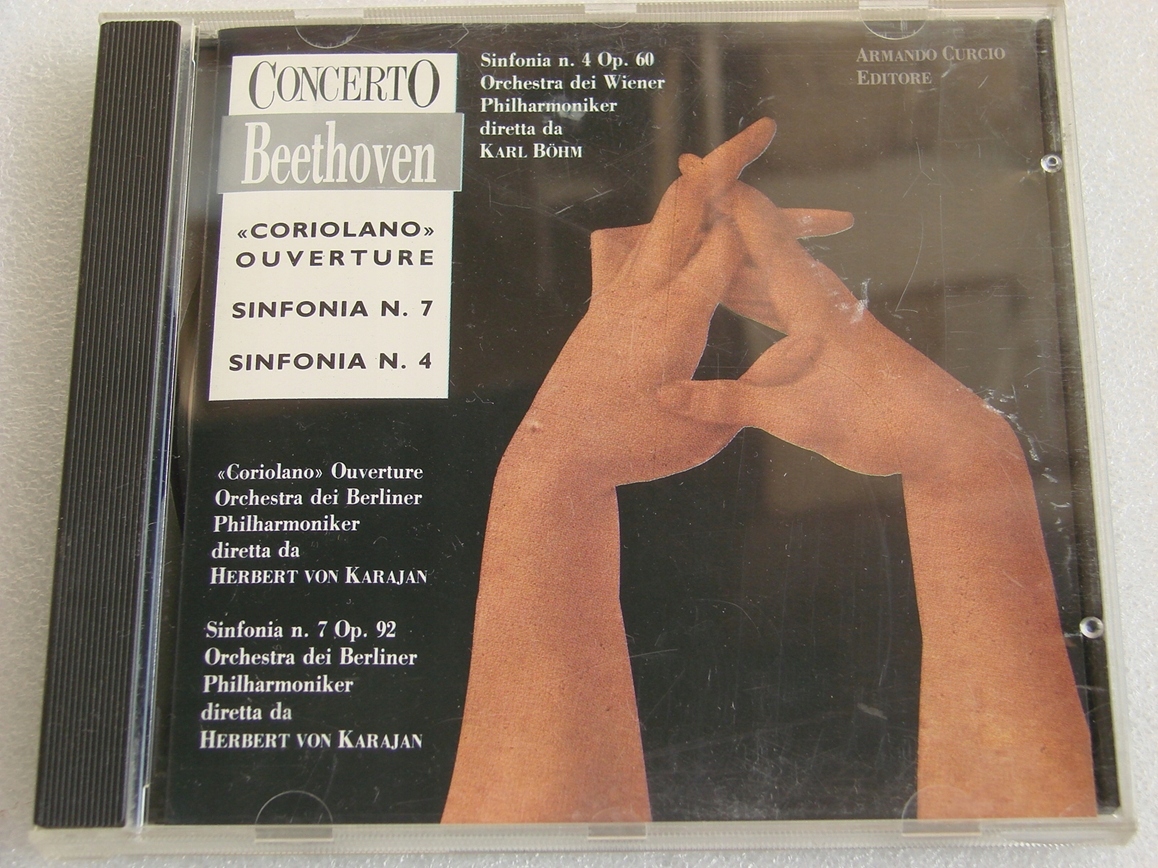 CONCERTO
Beethoven
«CORIOLANO»
OUVERTURE
SINFONIA N. 7
SINFONIA N. 4
Sinfonia n. 4 Op. 60
Orchestra dei Wiener
Philharmoniker
diretta da
KARL BÖHM
ARMANDO CURCIO
EDITORE
«Coriolano» Ouverture
Orchestra dei Berliner
Philharmoniker
diretta da
HERBERT VON KARAJAN
Sinfonia n. 7 Op. 92
Orchestra dei Berliner
Philharmoniker
diretta da
HERBERT VON KARAJAN